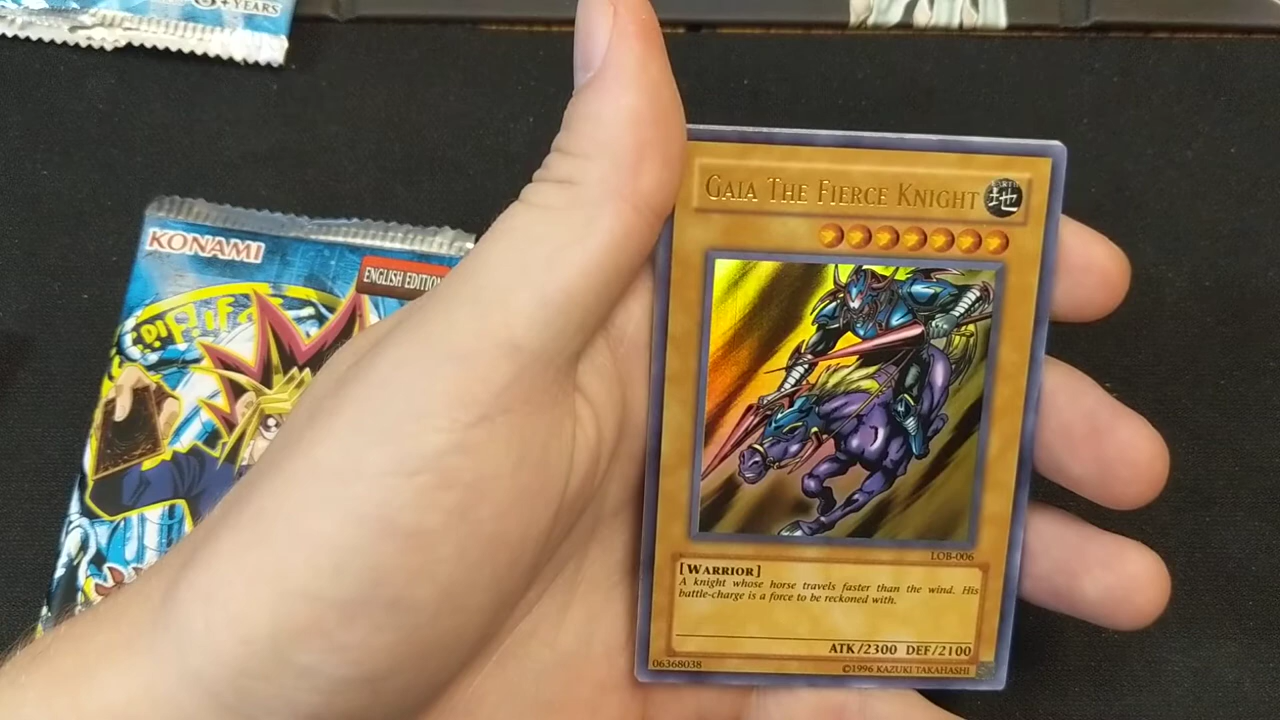 8+ YEARS
KONAMI
ENGLISH EDITION
GAIA THE FIERCE KNIGHT
地
LOB-006
[WARRIOR]
A knight whose horse travels faster than the wind. His
battle-charge is a force to be reckoned with.
ATK/2300 DEF/2100
06368038
©1996 KAZUKI TAKAHASHI